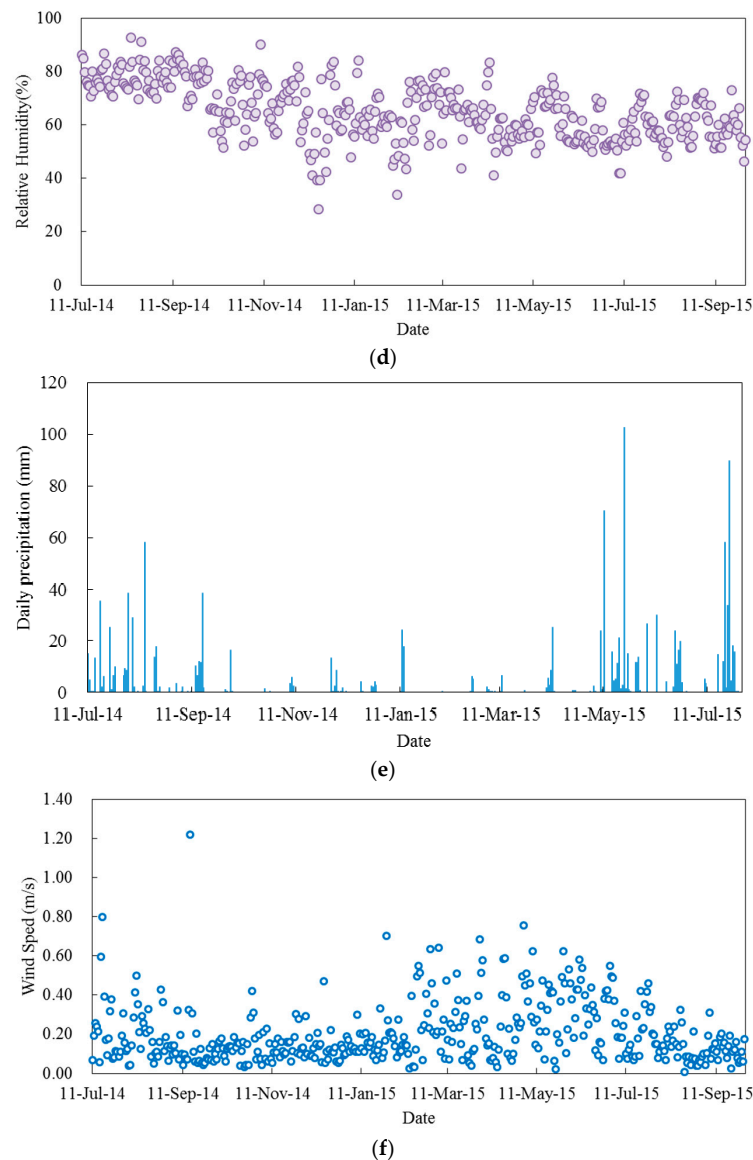 100
80
60
40
20
0
Relative Humidity(%)
11-Jul-14 11-Sep-14 11-Nov-14 11-Jan-15 11-Mar-15 11-May-15 11-Jul-15 11-Sep-15
Date
(d)
120
100
80
60
40
20
0
Daily precipitation (mm)
11-Jul-14 11-Sep-14 11-Nov-14 11-Jan-15 11-Mar-15 11-May-15 11-Jul-15
Date
(e)
1.40
1.20
1.00
0.80
0.60
0.40
0.20
0.00
Wind Sped (m/s)
11-Jul-14 11-Sep-14 11-Nov-14 11-Jan-15 11-Mar-15 11-May-15 11-Jul-15 11-Sep-15
Date
(f)